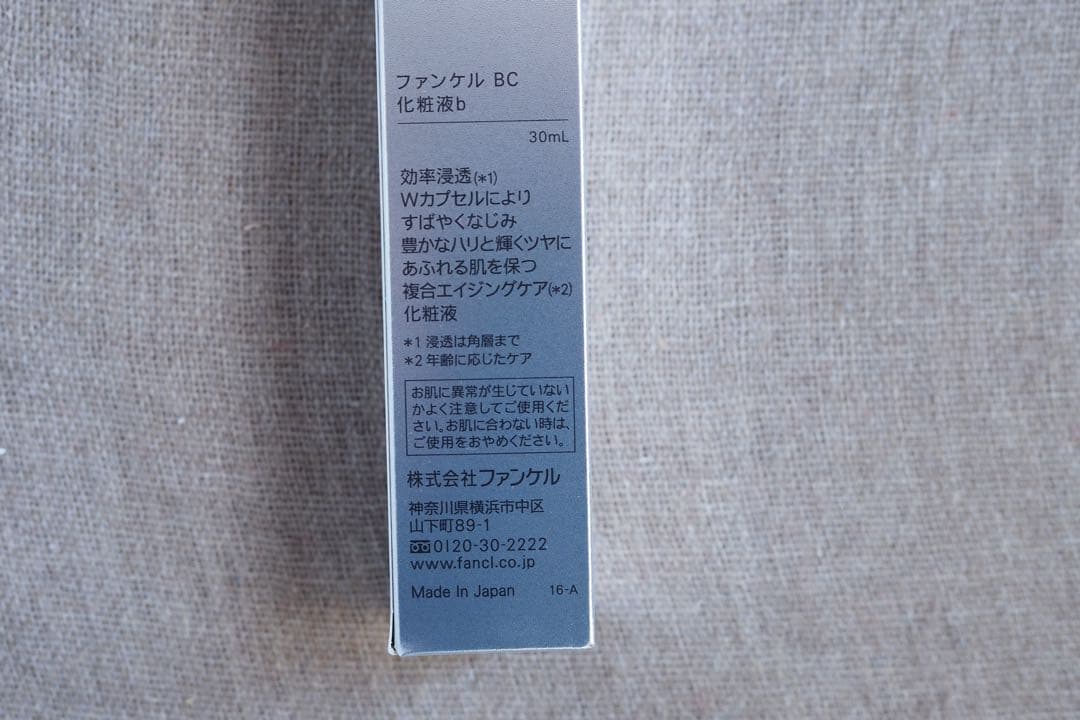 ファンケル BC
化粧液b
30mL
効率浸透(*1)
Wカプセルにより
すばやくなじみ
豊かなハリと輝くツヤに
あふれる肌を保つ
複合エイジングケア(*2)
化粧液
*1 浸透は角層まで
*2 年齢に応じたケア
お肌に異常が生じていない
かよく注意してご使用くだ
さい。お肌に合わない時は、
ご使用をおやめください。
株式会社ファンケル
神奈川県横浜市中区
山下町89-1
0120-30-2222
www.fancl.co.jp
Made In Japan 16-A